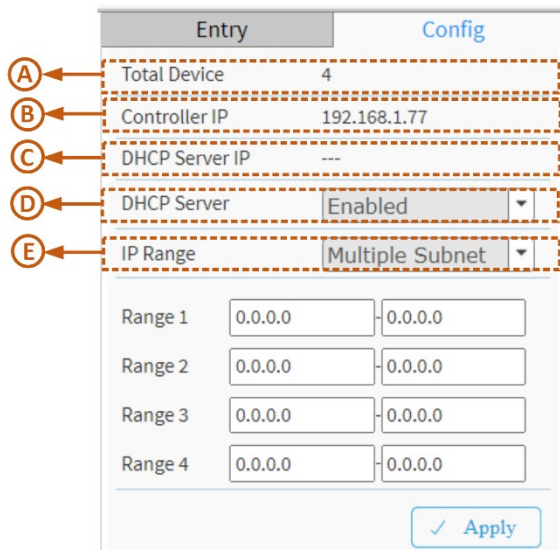 Entry Config
A Total Device 4
B Controller IP 192.168.1.77
C DHCP Server IP ---
D DHCP Server Enabled
E IP Range Multiple Subnet
Range 1 0.0.0.0 - 0.0.0.0
Range 2 0.0.0.0 - 0.0.0.0
Range 3 0.0.0.0 - 0.0.0.0
Range 4 0.0.0.0 - 0.0.0.0
✓ Apply